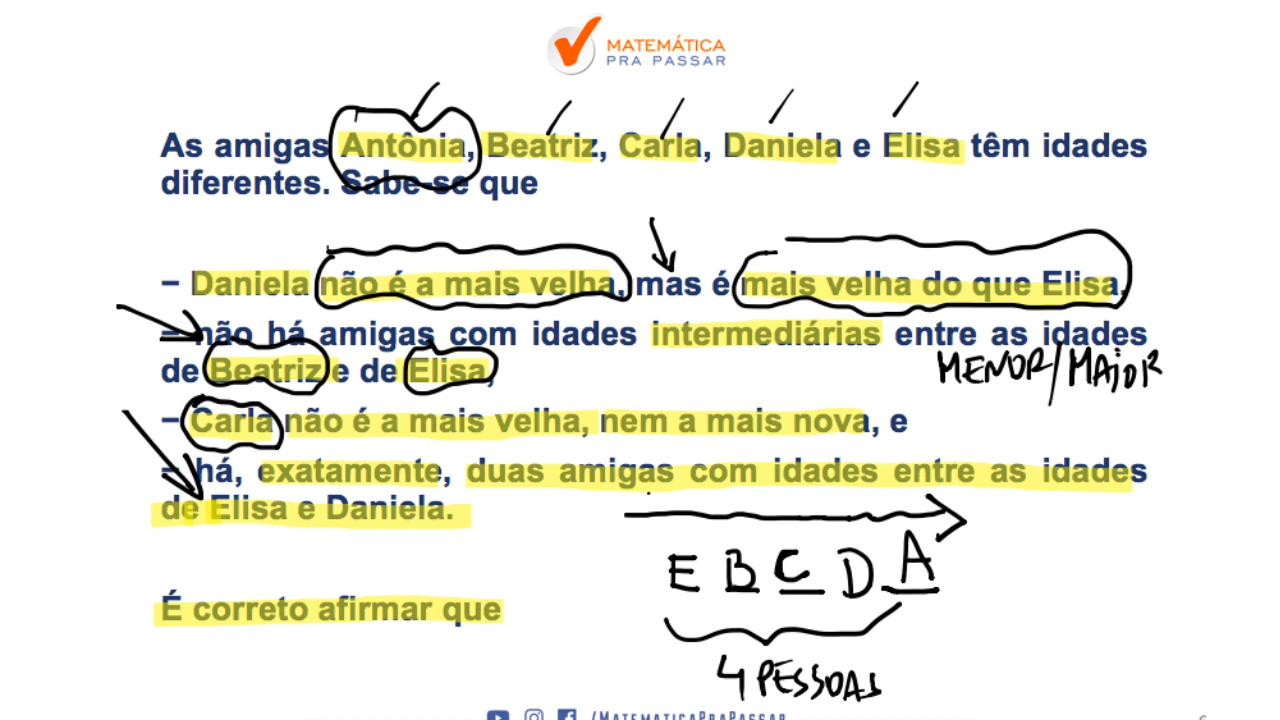 MATEMÁTICA
PRA PASSAR
As amigas Antônia, Beatriz, Carla, Daniela e Elisa têm idades
diferentes. Sabe-se que
– Daniela não é a mais velha, mas é mais velha do que Elisa,
– não há amigas com idades intermediárias entre as idades
de Beatriz e de Elisa,
MENOR/MAIOR
– Carla não é a mais velha, nem a mais nova, e
– há, exatamente, duas amigas com idades entre as idades
de Elisa e Daniela.
E B C D A
É correto afirmar que
4 PESSOAS
/MATEMATICAPRAPASSAR